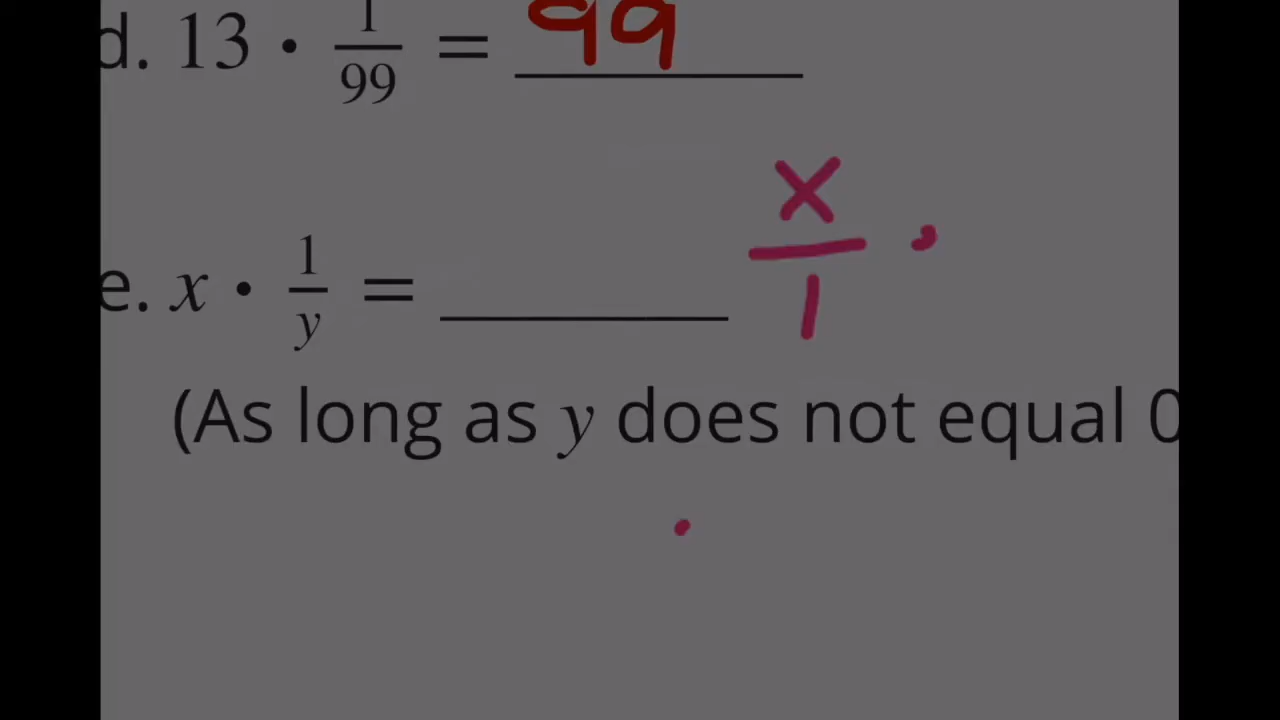 d. 13 · 1/99 = 99
e. x · 1/y = ______ x/1 ·
(As long as y does not equal 0